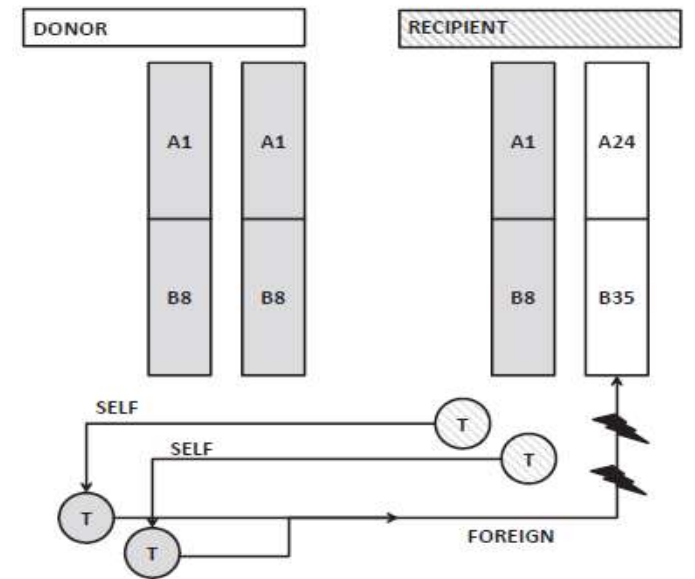 DONOR
RECIPIENT
A1 A1 A1 A24
B8 B8 B8 B35
SELF
T
SELF
T
T
FOREIGN
T